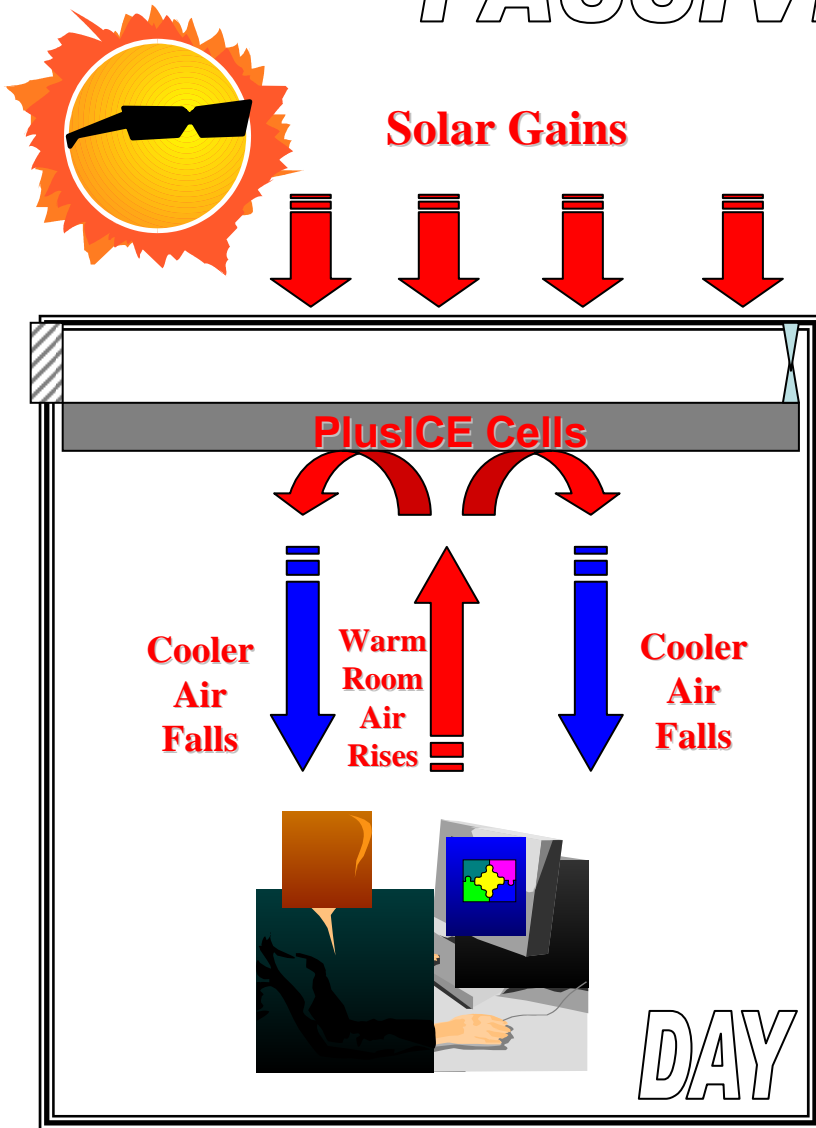 Solar Gains
PlusICE Cells
Cooler
Air
Falls
Warm
Room
Air
Rises
Cooler
Air
Falls
DAY